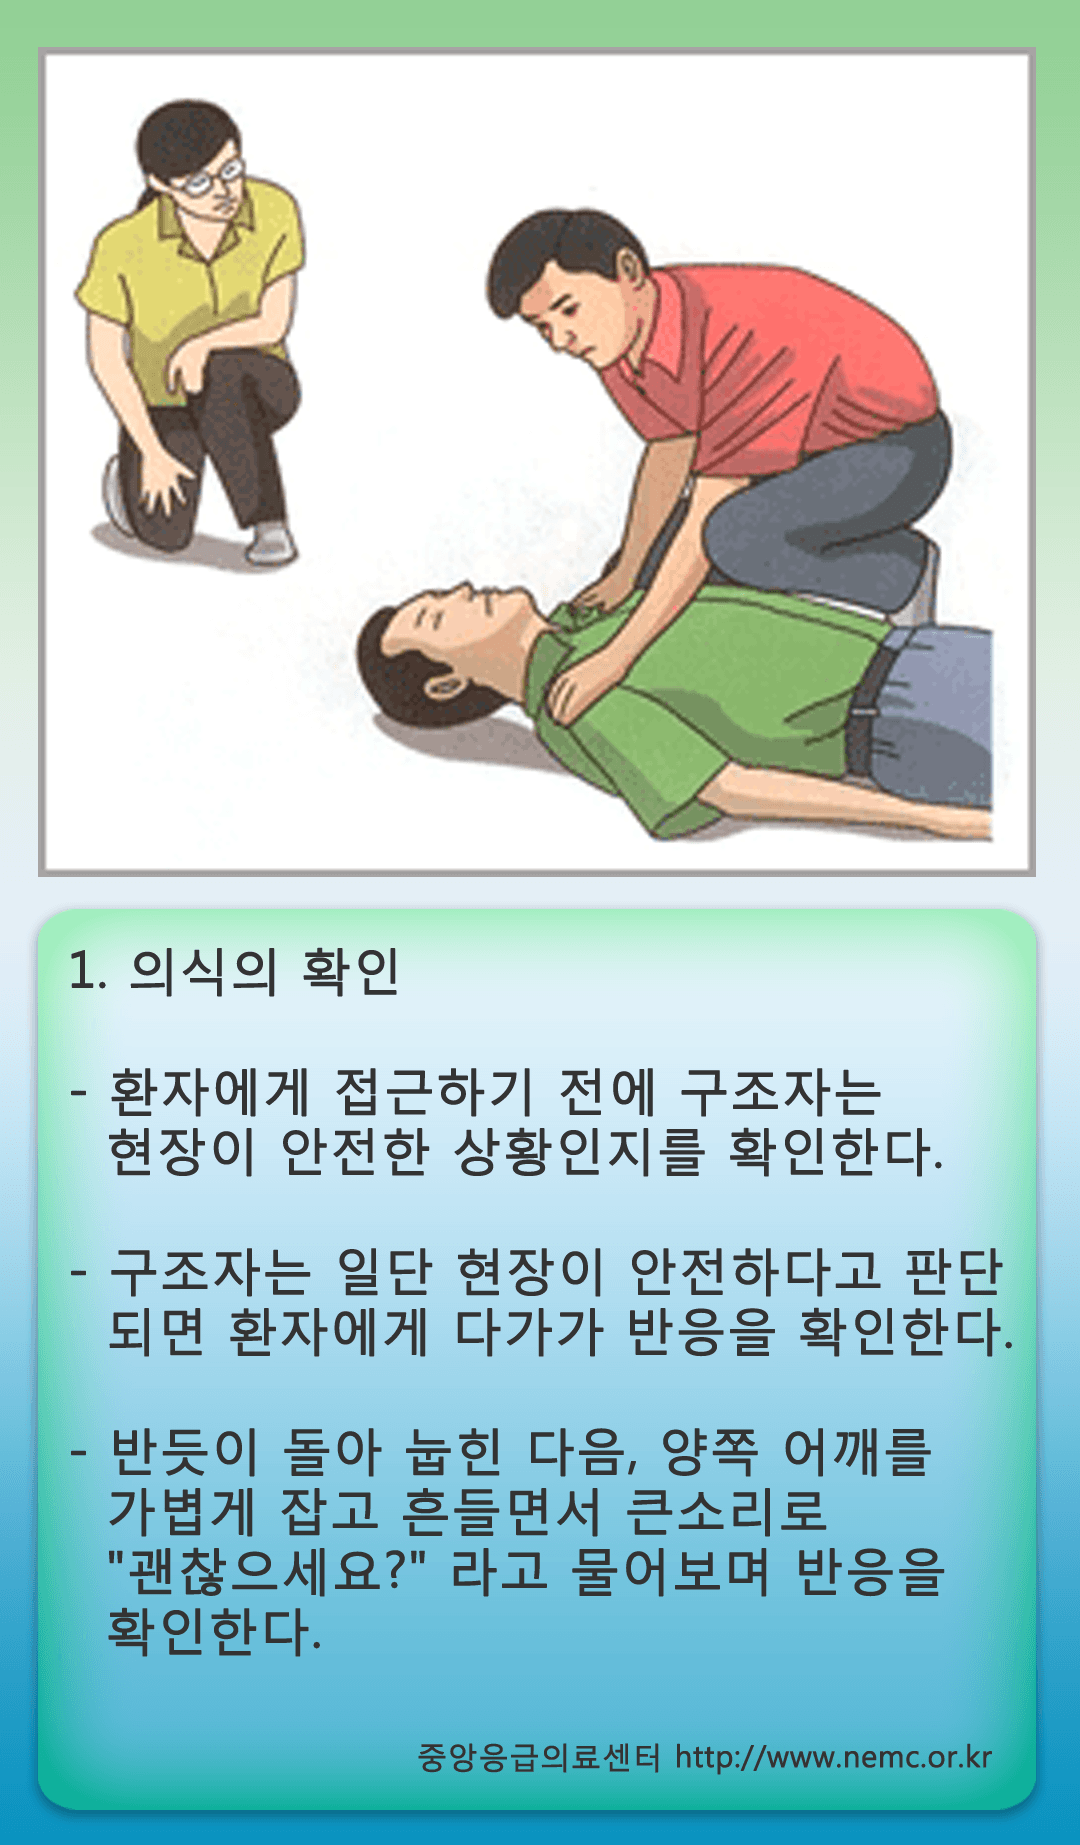 1. 의식의 확인
- 환자에게 접근하기 전에 구조자는
현장이 안전한 상황인지를 확인한다.
- 구조자는 일단 현장이 안전하다고 판단
되면 환자에게 다가가 반응을 확인한다.
- 반듯이 돌아 눕힌 다음, 양쪽 어깨를
가볍게 잡고 흔들면서 큰소리로
"괜찮으세요?" 라고 물어보며 반응을
확인한다.
중앙응급의료센터 http://www.nemc.or.kr